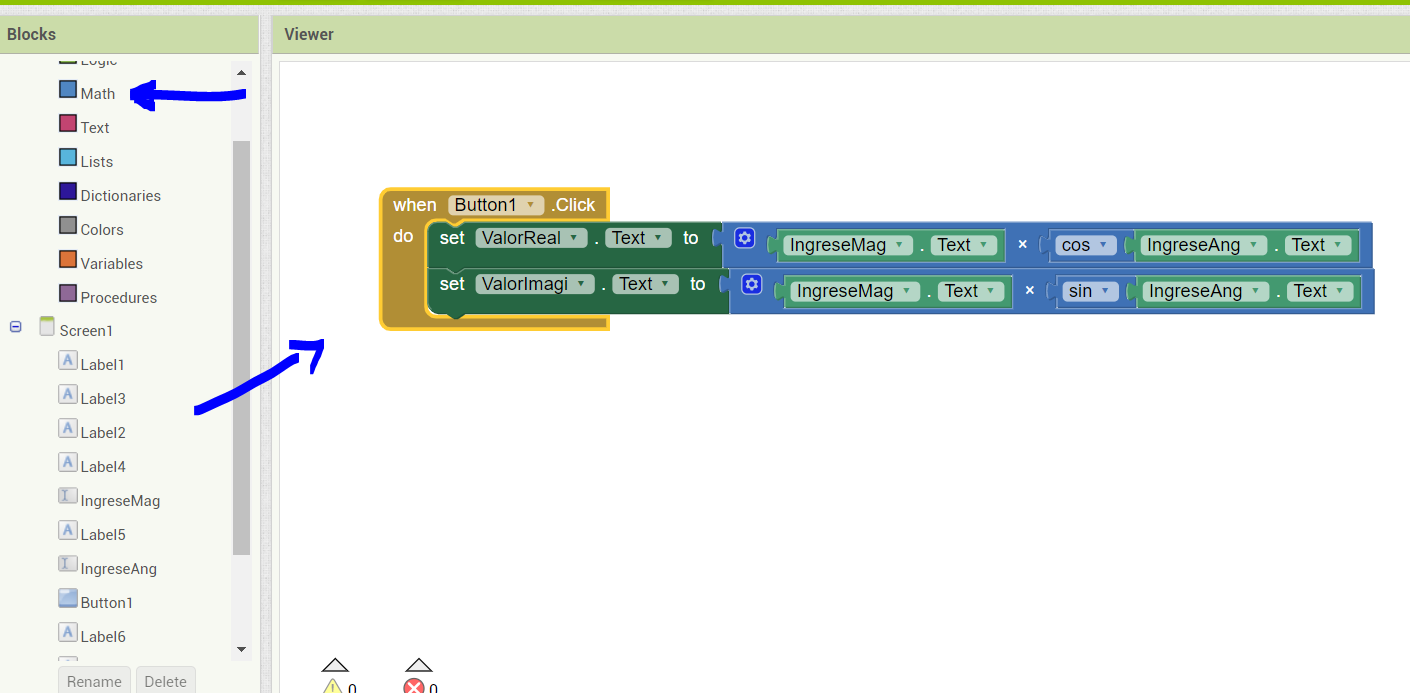 Blocks
Viewer
Logic
Math
Text
Lists
Dictionaries
Colors
Variables
Procedures
Screen1
Label1
Label3
Label2
Label4
IngreseMag
Label5
IngreseAng
Button1
Label6
Rename Delete
when Button1 .Click
do set ValorReal . Text to IngreseMag . Text × cos IngreseAng . Text
set ValorImagi . Text to IngreseMag . Text × sin IngreseAng . Text
0 0